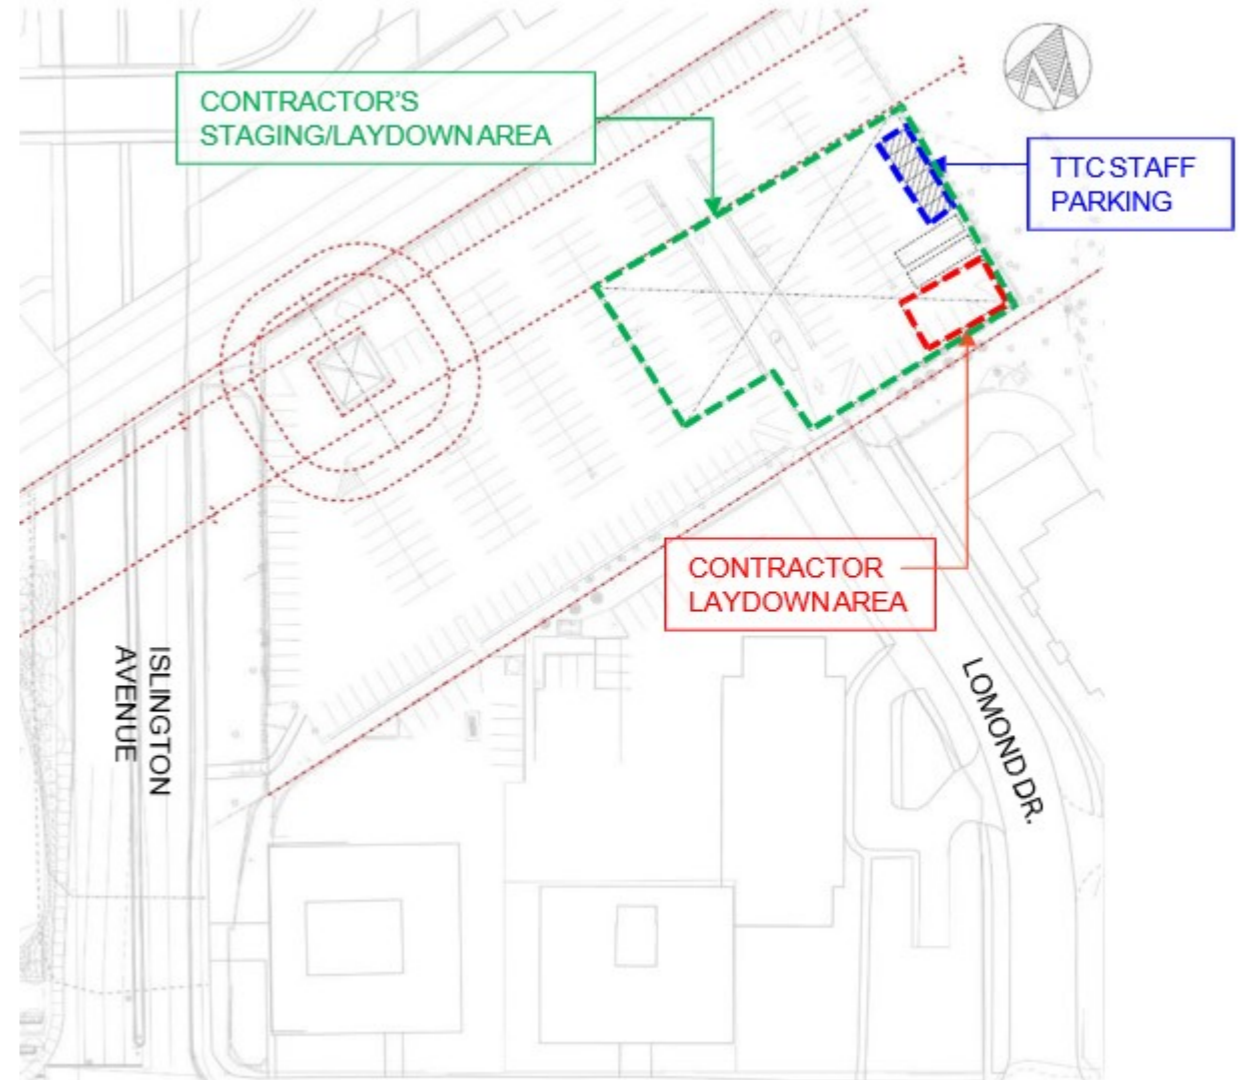 CONTRACTOR'S
STAGING/LAYDOWN AREA
TTC STAFF
PARKING
CONTRACTOR
LAYDOWN AREA
ISLINGTON
AVENUE
LOMOND DR.